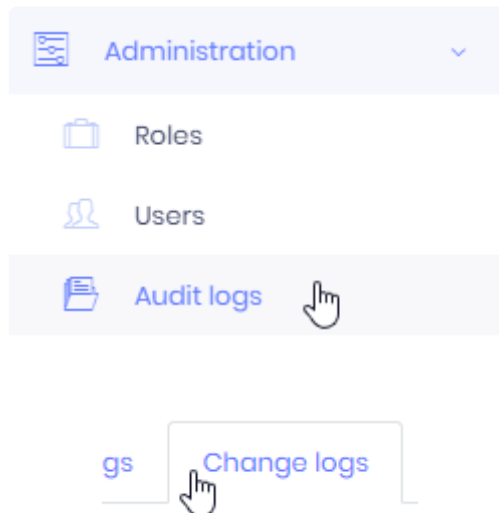 Administration
Roles
Users
Audit logs
gs Change logs